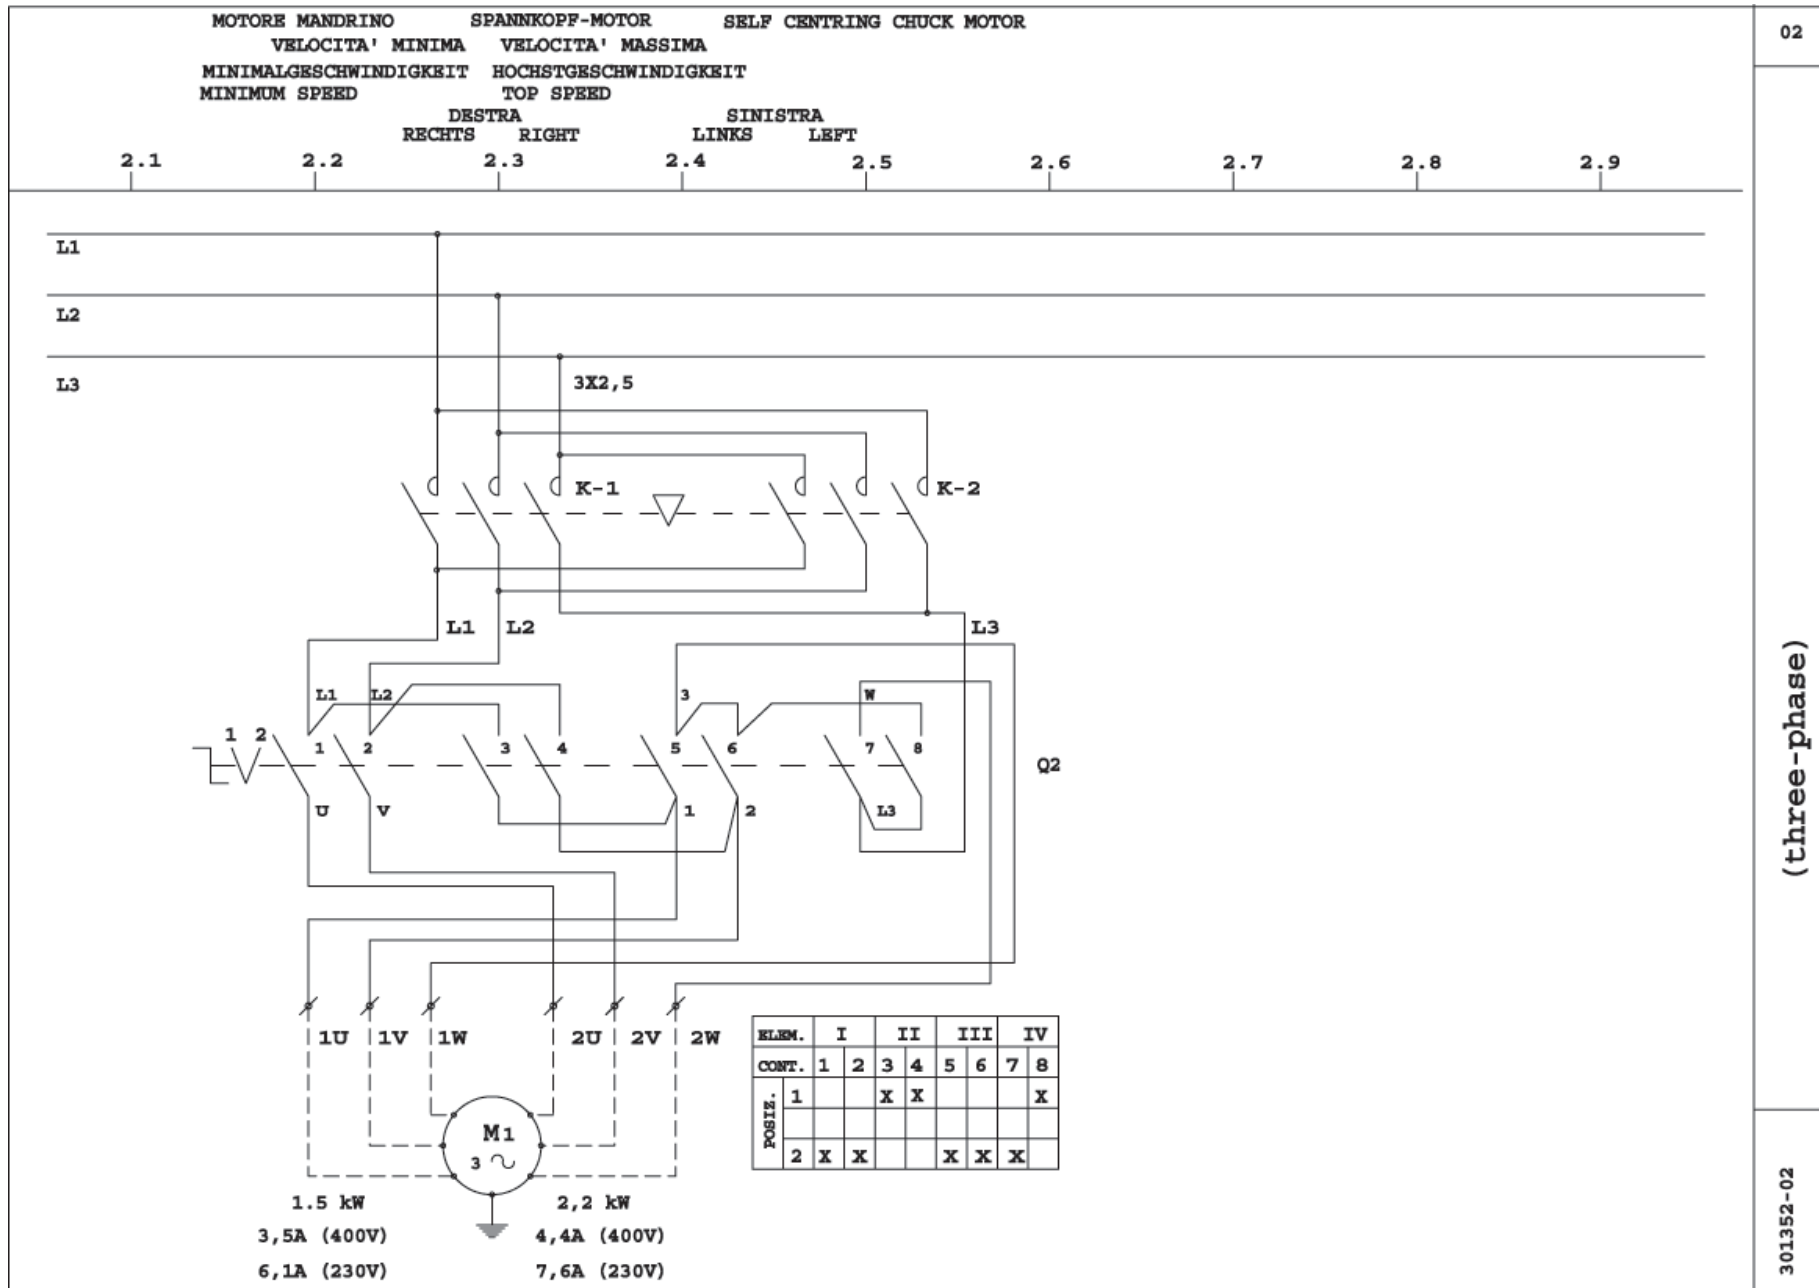 MOTORE MANDRINO SPANNKOPF-MOTOR SELF CENTRING CHUCK MOTOR
02
VELOCITA' MINIMA VELOCITA' MASSIMA
MINIMALGESCHWINDIGKEIT HOCHSTGESCHWINDIGKEIT
MINIMUM SPEED TOP SPEED
DESTRA SINISTRA
RECHTS RIGHT LINKS LEFT
2.1 2.2 2.3 2.4 2.5 2.6 2.7 2.8 2.9
L1
L2
L3
3X2,5
K-1 K-2
L1 L2 L3
L1 L2 3 W
1 2
1 2 3 4 5 6 7 8
Q2
U V 1 2 L3
1U 1V 1W 2U 2V 2W
M1
3
1.5 kW 2,2 kW
3,5A (400V) 4,4A (400V)
6,1A (230V) 7,6A (230V)
ELEM. I II III IV
CONT. 1 2 3 4 5 6 7 8
POSIZ.
1 X X X
2 X X X X X
(three-phase)
301352-02